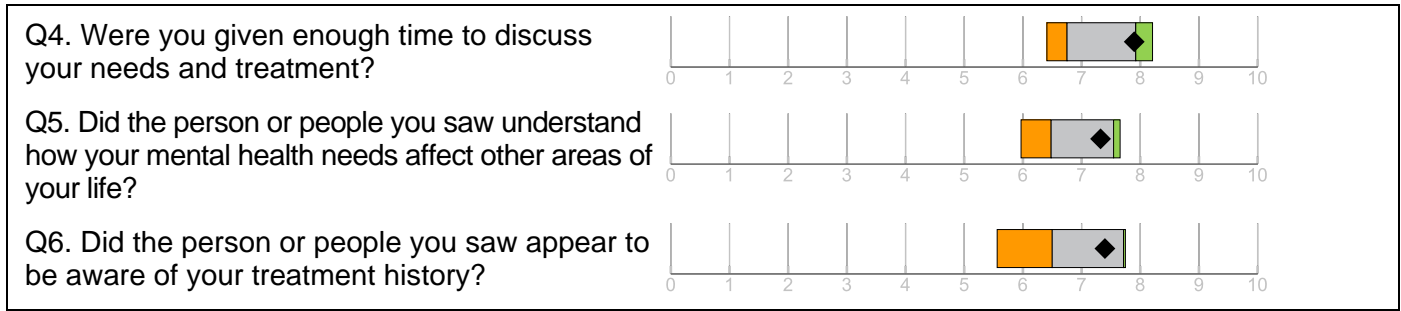 Q4. Were you given enough time to discuss
your needs and treatment?
0 1 2 3 4 5 6 7 8 9 10
Q5. Did the person or people you saw understand
how your mental health needs affect other areas of
your life?
0 1 2 3 4 5 6 7 8 9 10
Q6. Did the person or people you saw appear to
be aware of your treatment history?
0 1 2 3 4 5 6 7 8 9 10